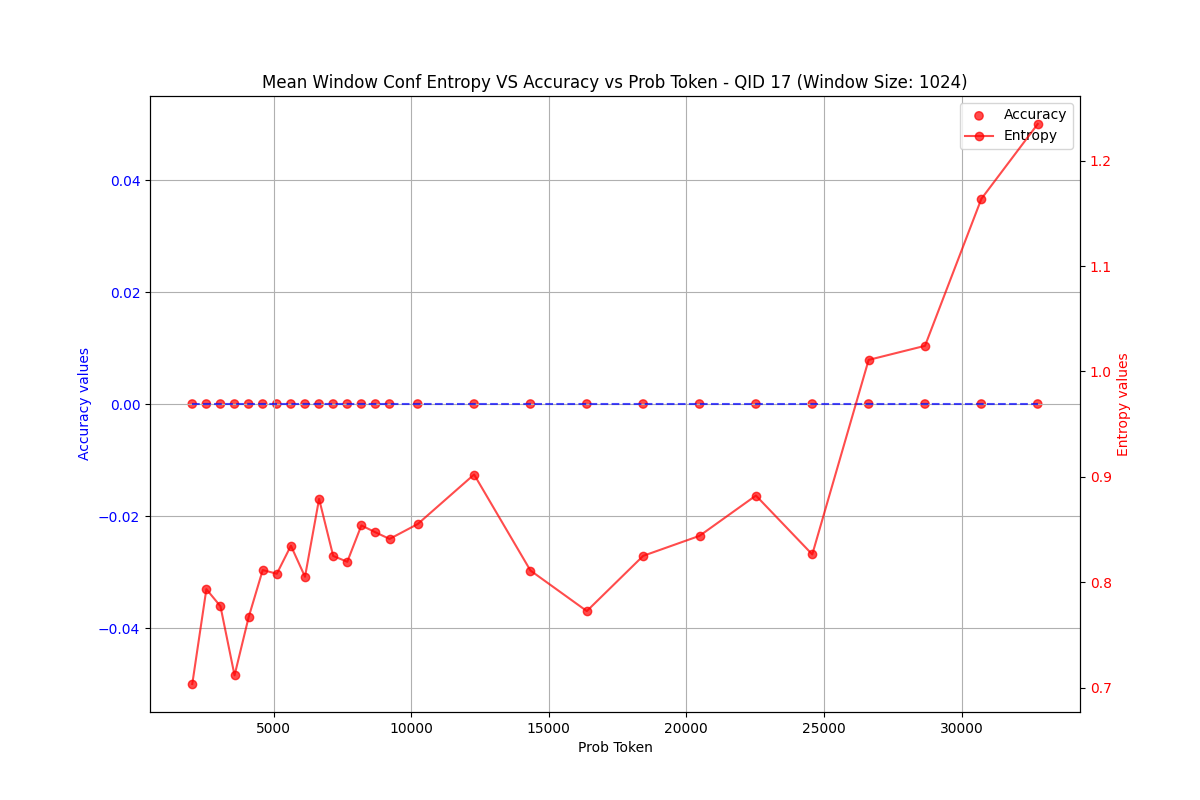 Mean Window Conf Entropy VS Accuracy vs Prob Token - QID 17 (Window Size: 1024)
Accuracy
Entropy
0.04
0.02
0.00
−0.02
−0.04
Accuracy values
1.2
1.1
1.0
0.9
0.8
0.7
Entropy values
5000 10000 15000 20000 25000 30000
Prob Token